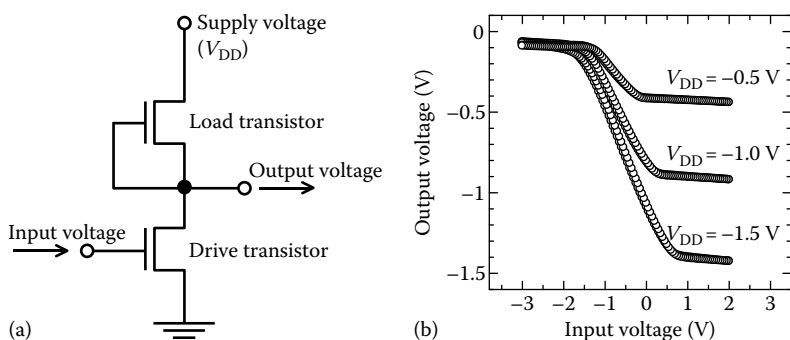 Supply voltage
(VDD)
Load transistor
Output voltage
Input voltage
Drive transistor
(a)
0
−0.5
−1
−1.5
Output voltage (V)
VDD = −0.5 V
VDD = −1.0 V
VDD = −1.5 V
−3 −2 −1 0 1 2 3
Input voltage (V)
(b)